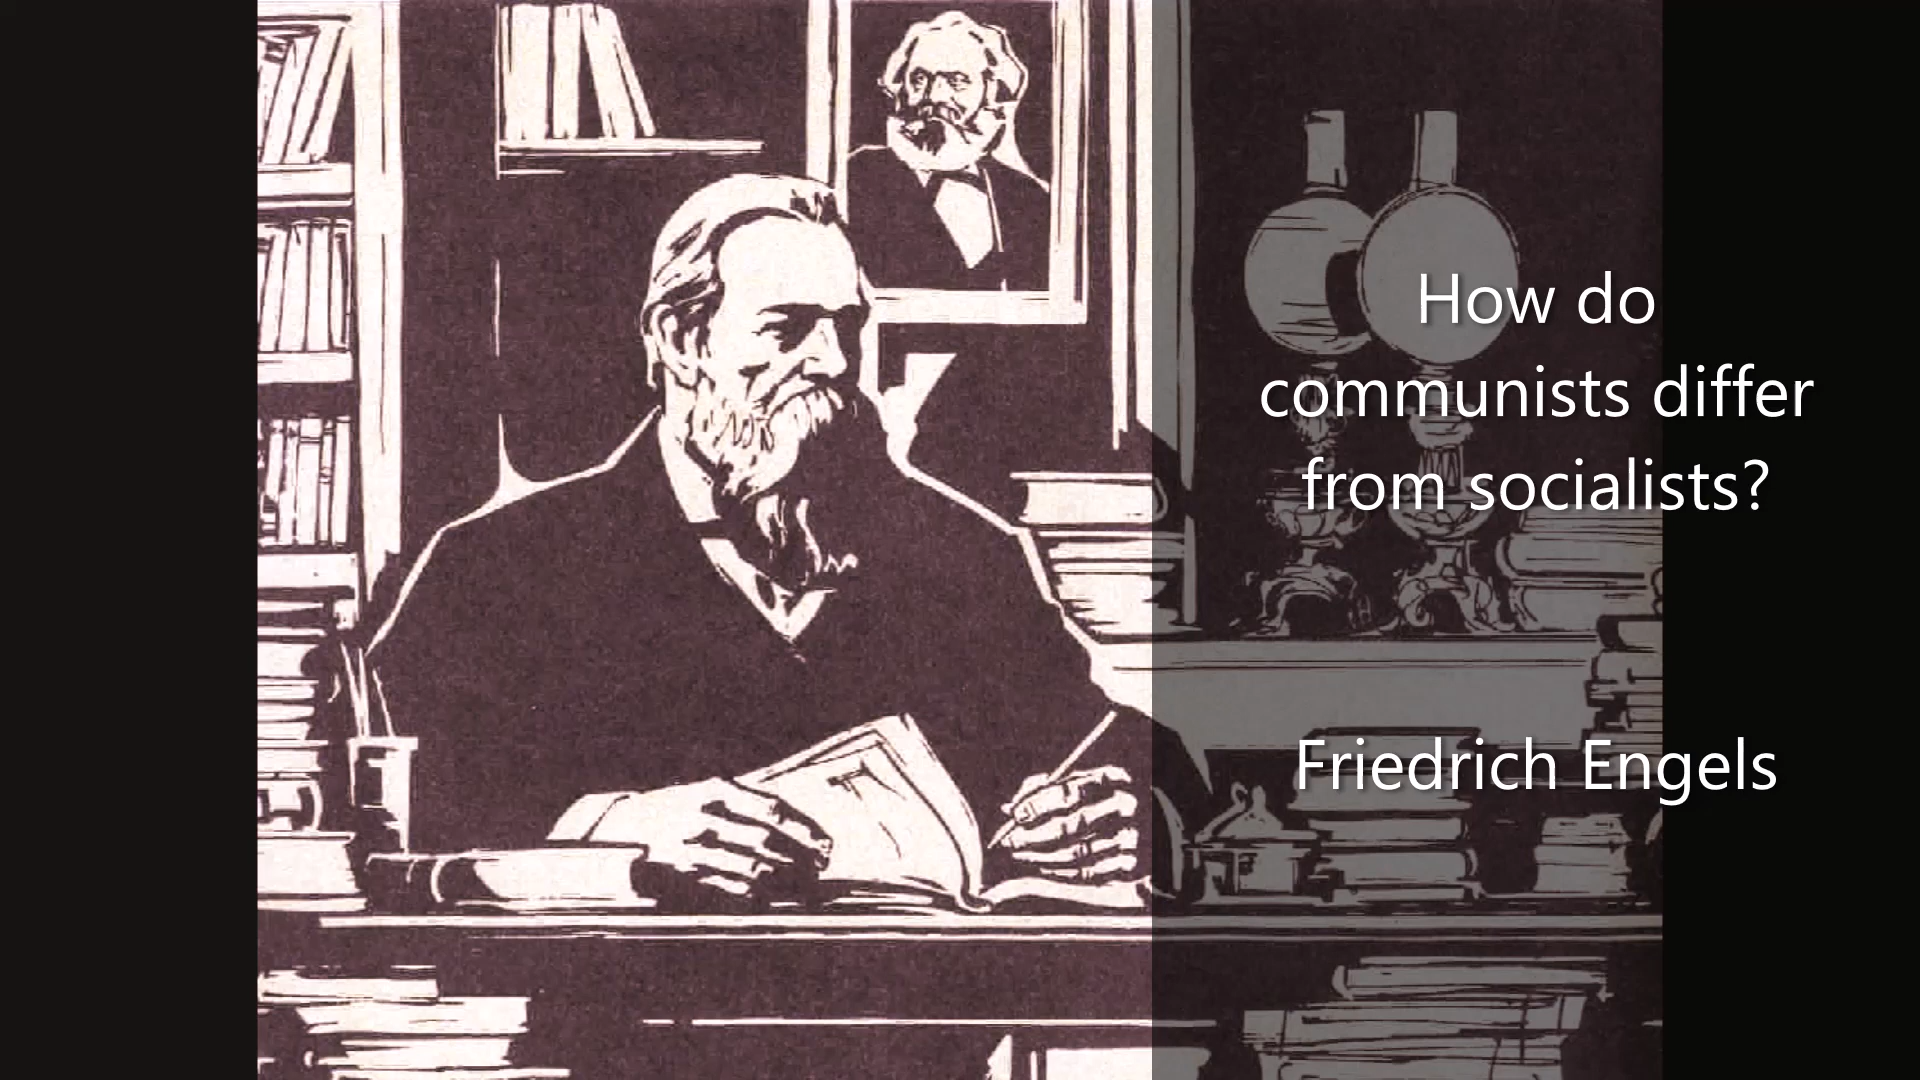 How do
communists differ
from socialists?
Friedrich Engels